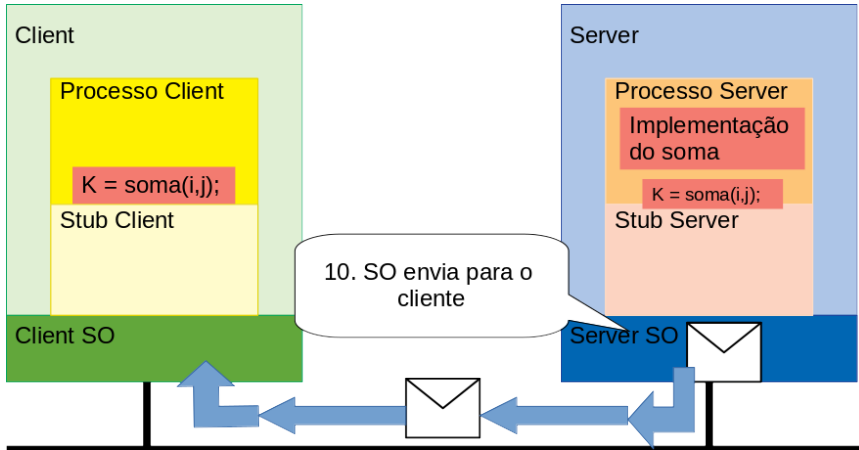 Client
Processo Client
K = soma(i,j);
Stub Client
Client SO
10. SO envia para o
cliente
Server
Processo Server
Implementação
do soma
K = soma(i,j);
Stub Server
Server SO